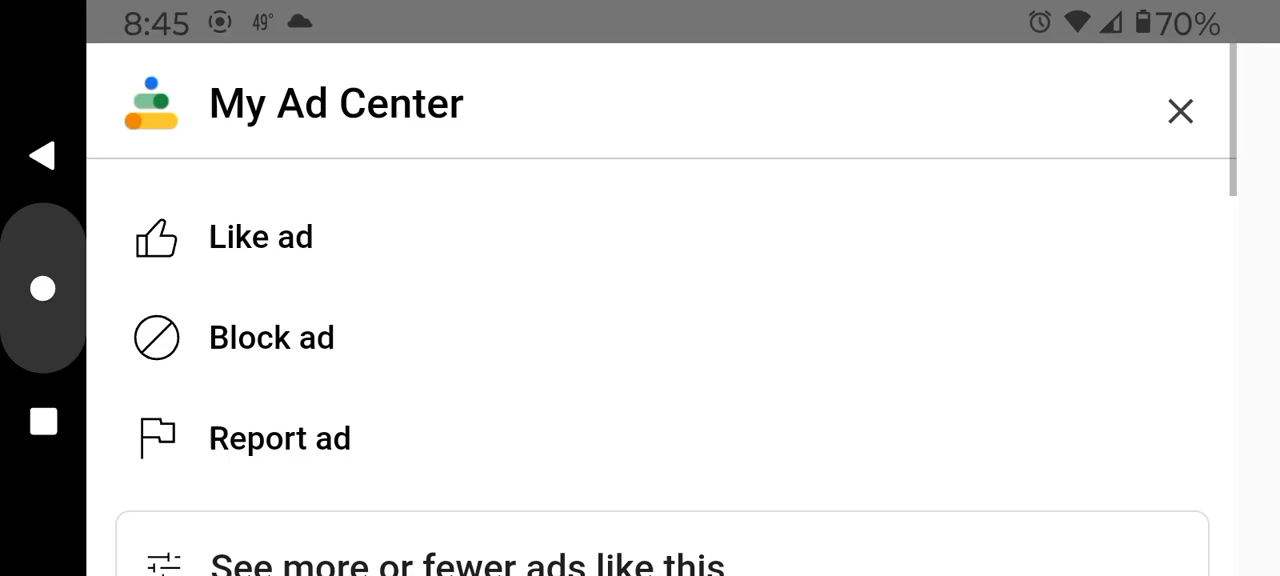 8:45 49° 70%
My Ad Center
Like ad
Block ad
Report ad
See more or fewer ads like this